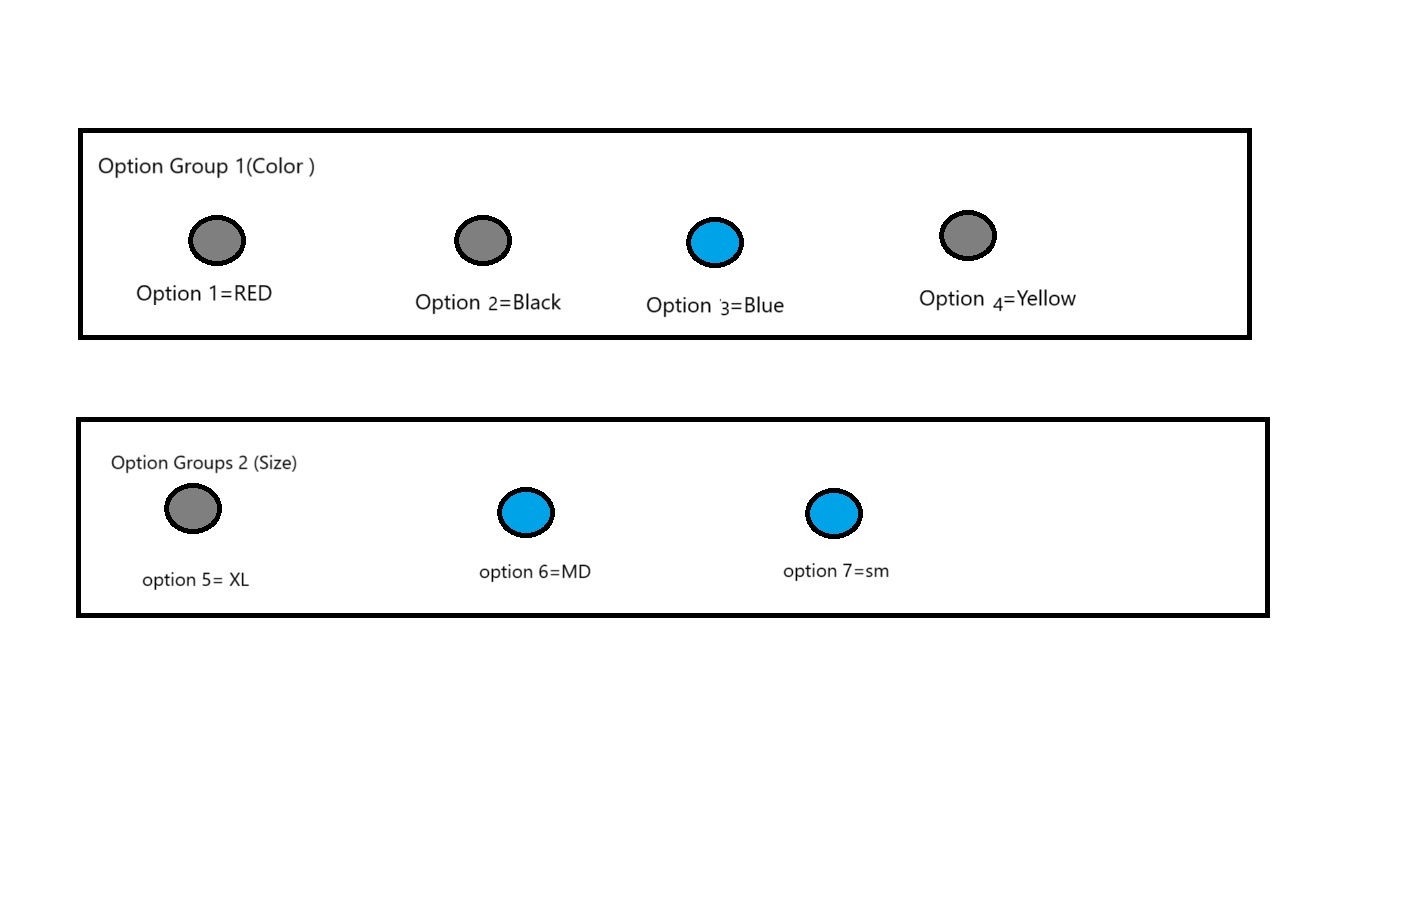 Option Group 1(Color )
Option 1=RED
Option 2=Black
Option 3=Blue
Option 4=Yellow
Option Groups 2 (Size)
option 5= XL
option 6=MD
option 7=sm